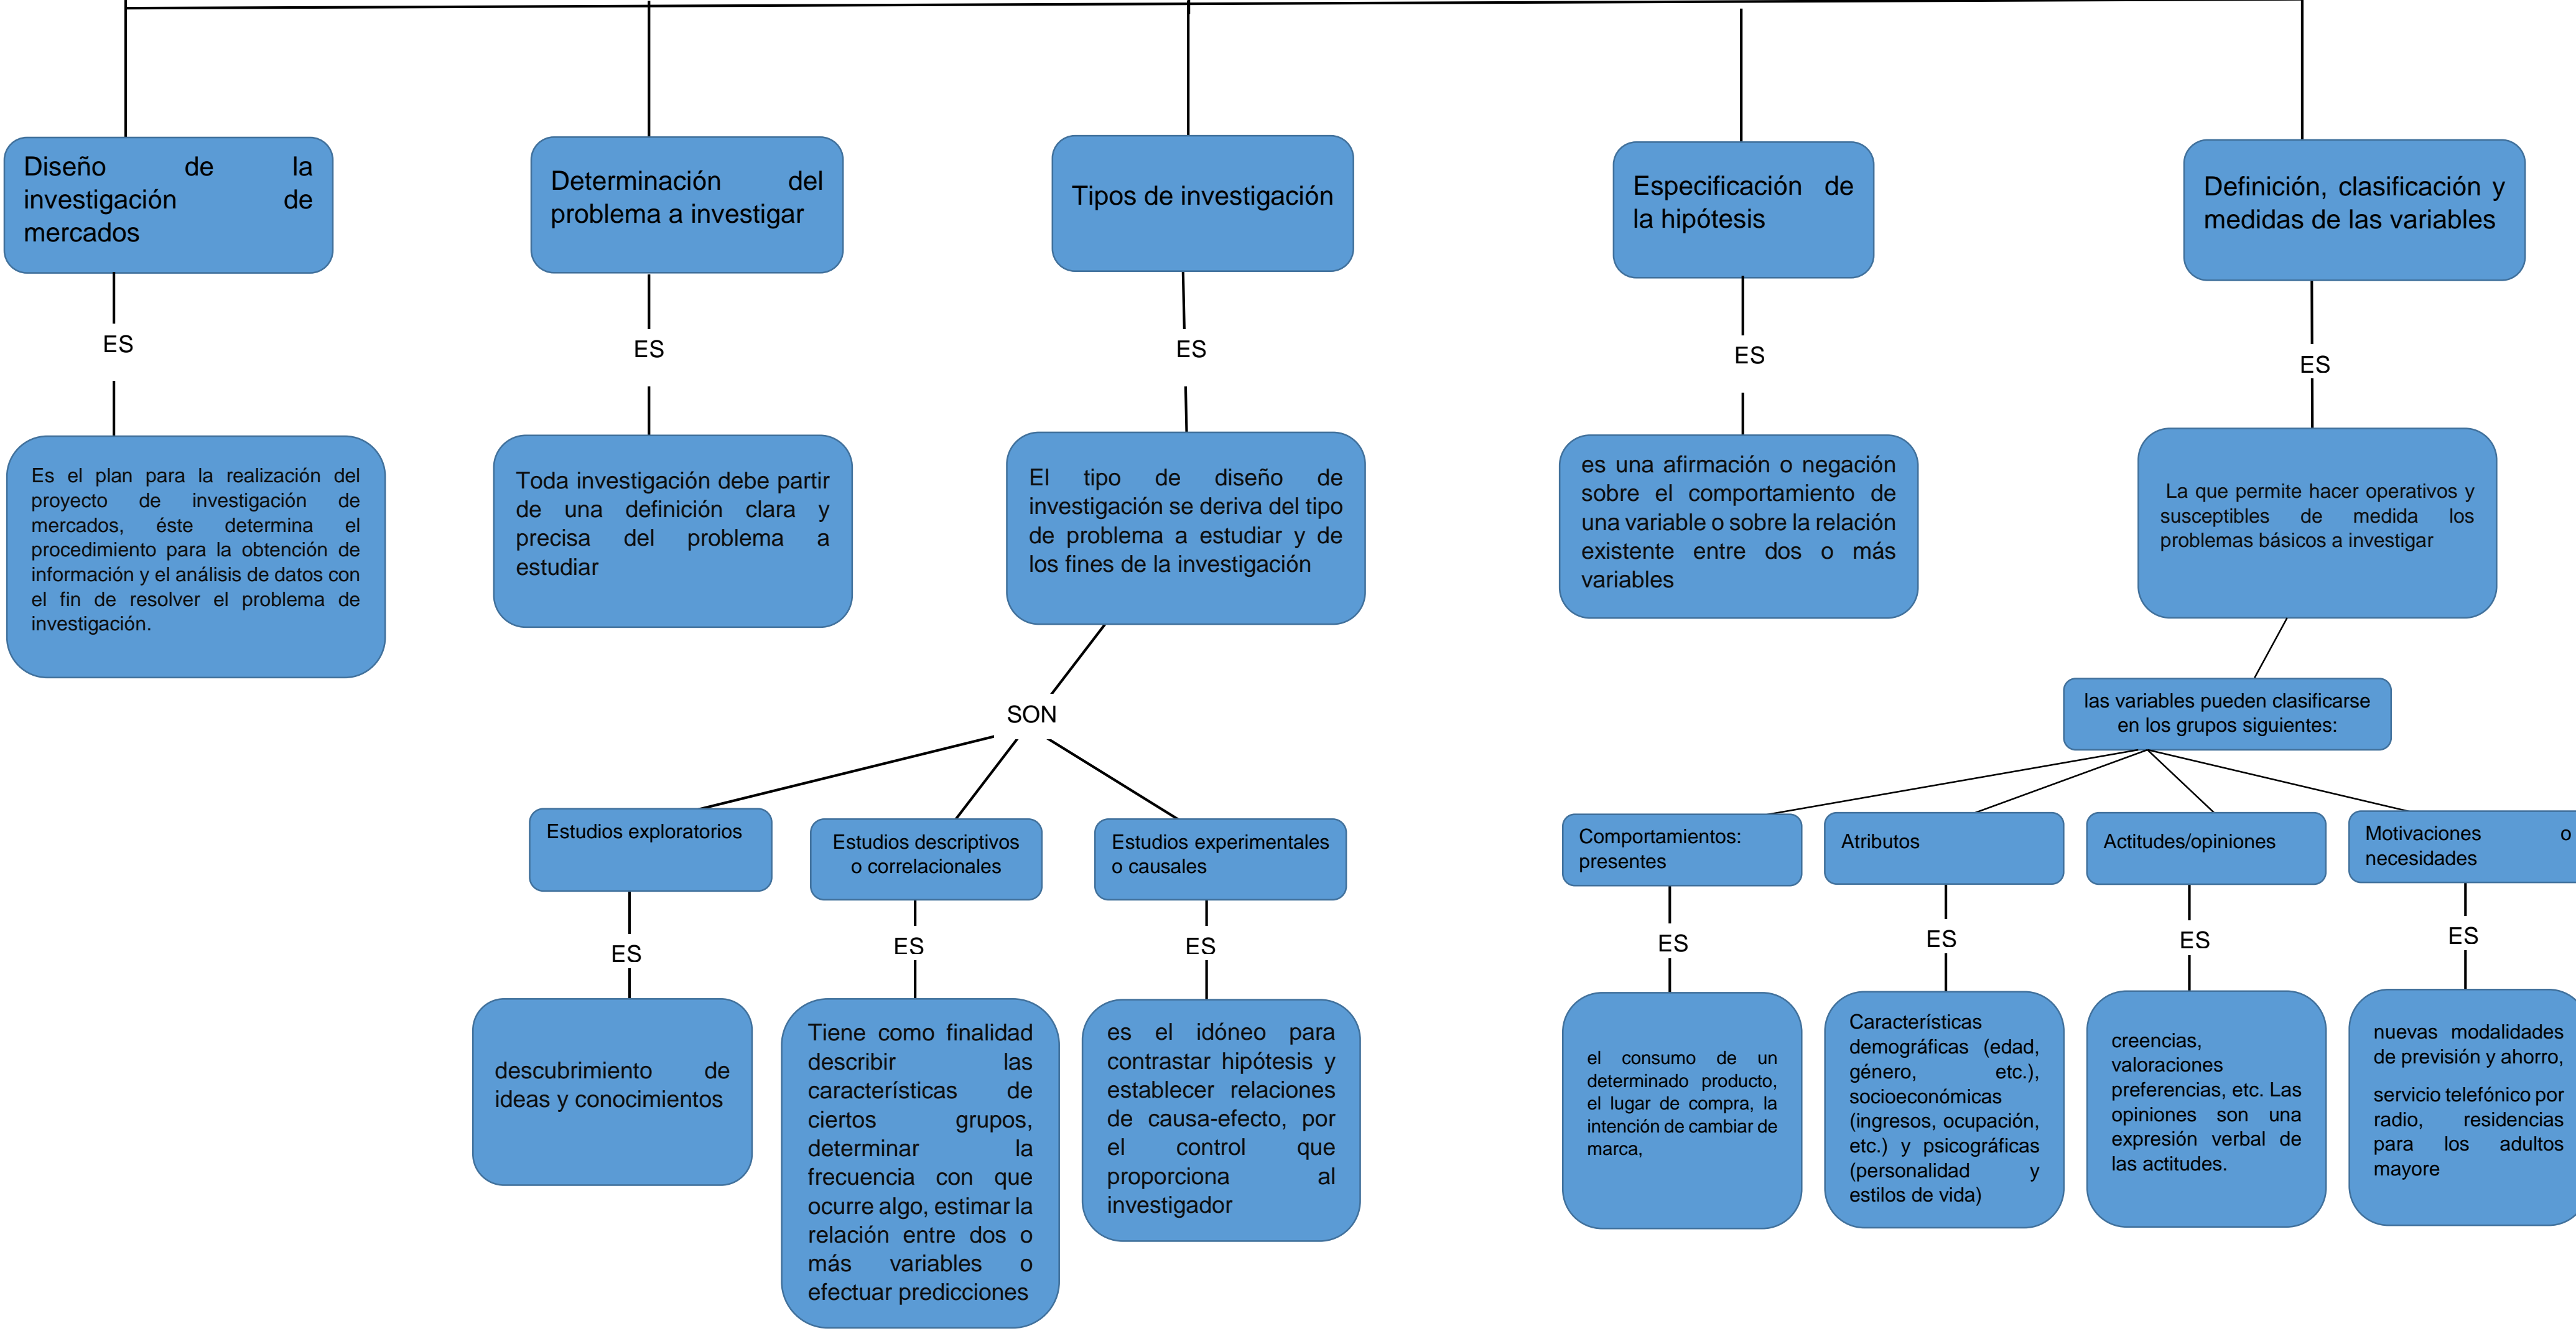 Diseño de la
investigación de
mercados
Determinación del
problema a investigar
Tipos de investigación
Especificación de
la hipótesis
Definición, clasificación y
medidas de las variables
ES
ES
ES
ES
ES
Es el plan para la realización del
proyecto de investigación de
mercados, éste determina el
procedimiento para la obtención de
información y el análisis de datos con
el fin de resolver el problema de
investigación.
Toda investigación debe partir
de una definición clara y
precisa del problema a
estudiar
El tipo de diseño de
investigación se deriva del tipo
de problema a estudiar y de
los fines de la investigación
es una afirmación o negación
sobre el comportamiento de
una variable o sobre la relación
existente entre dos o más
variables
La que permite hacer operativos y
susceptibles de medida los
problemas básicos a investigar
SON
las variables pueden clasificarse
en los grupos siguientes:
Estudios exploratorios
Estudios descriptivos
o correlacionales
Estudios experimentales
o causales
Comportamientos:
presentes
Atributos
Actitudes/opiniones
Motivaciones o
necesidades
ES
ES
ES
ES
ES
ES
ES
descubrimiento de
ideas y conocimientos
Tiene como finalidad
describir las
características de
ciertos grupos,
determinar la
frecuencia con que
ocurre algo, estimar la
relación entre dos o
más variables o
efectuar predicciones
es el idóneo para
contrastar hipótesis y
establecer relaciones
de causa-efecto, por
el control que
proporciona al
investigador
el consumo de un
determinado producto,
el lugar de compra, la
intención de cambiar de
marca,
Características
demográficas (edad,
género, etc.),
socioeconómicas
(ingresos, ocupación,
etc.) y psicográficas
(personalidad y
estilos de vida)
creencias,
valoraciones
preferencias, etc. Las
opiniones son una
expresión verbal de
las actitudes.
nuevas modalidades
de previsión y ahorro,
servicio telefónico por
radio, residencias
para los adultos
mayore